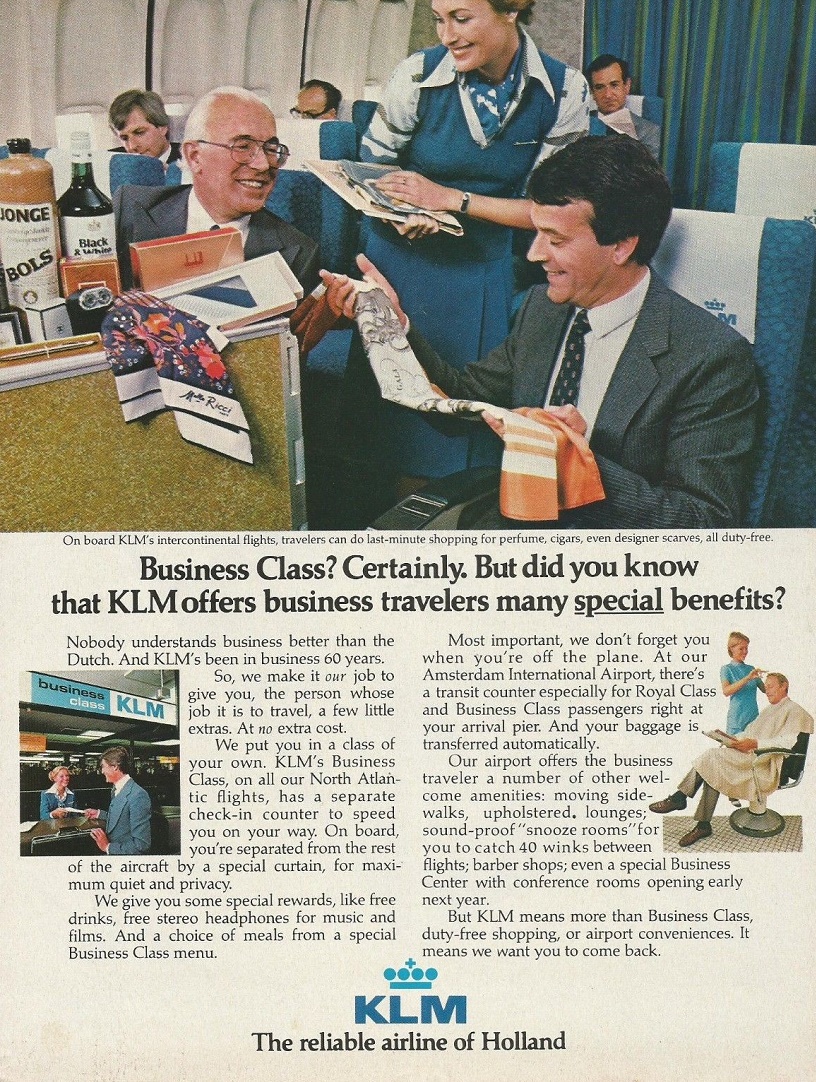 JONGE
BOLS
Black
& White
Mlle Ricci
GALA
KLM
On board KLM's intercontinental flights, travelers can do last-minute shopping for perfume, cigars, even designer scarves, all duty-free.
Business Class? Certainly. But did you know
that KLM offers business travelers many special benefits?
Nobody understands business better than the
Dutch. And KLM's been in business 60 years.
So, we make it our job to
give you, the person whose
job it is to travel, a few little
extras. At no extra cost.
We put you in a class of
your own. KLM's Business
Class, on all our North Atlan-
tic flights, has a separate
check-in counter to speed
you on your way. On board,
you're separated from the rest
of the aircraft by a special curtain, for maxi-
mum quiet and privacy.
We give you some special rewards, like free
drinks, free stereo headphones for music and
films. And a choice of meals from a special
Business Class menu.
business
class
KLM
Most important, we don't forget you
when you're off the plane. At our
Amsterdam International Airport, there's
a transit counter especially for Royal Class
and Business Class passengers right at
your arrival pier. And your baggage is
transferred automatically.
Our airport offers the business
traveler a number of other wel-
come amenities: moving side-
walks, upholstered lounges;
sound-proof "snooze rooms" for
you to catch 40 winks between
flights; barber shops; even a special Business
Center with conference rooms opening early
next year.
But KLM means more than Business Class,
duty-free shopping, or airport conveniences. It
means we want you to come back.
KLM
The reliable airline of Holland